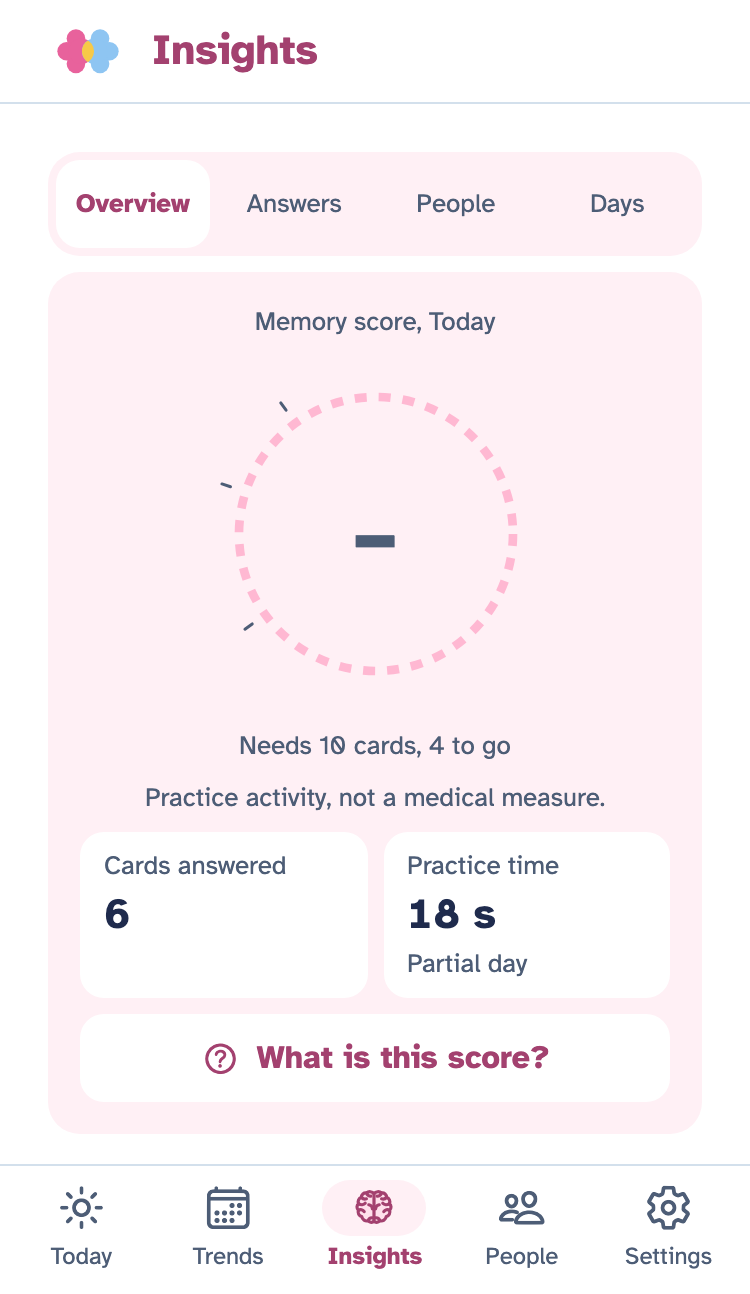 Insights
Overview
Answers
People
Days
Memory score, Today
–
Needs 10 cards, 4 to go
Practice activity, not a medical measure.
Cards answered
6
Practice time
18 s
Partial day
What is this score?
Today
Trends
Insights
People
Settings